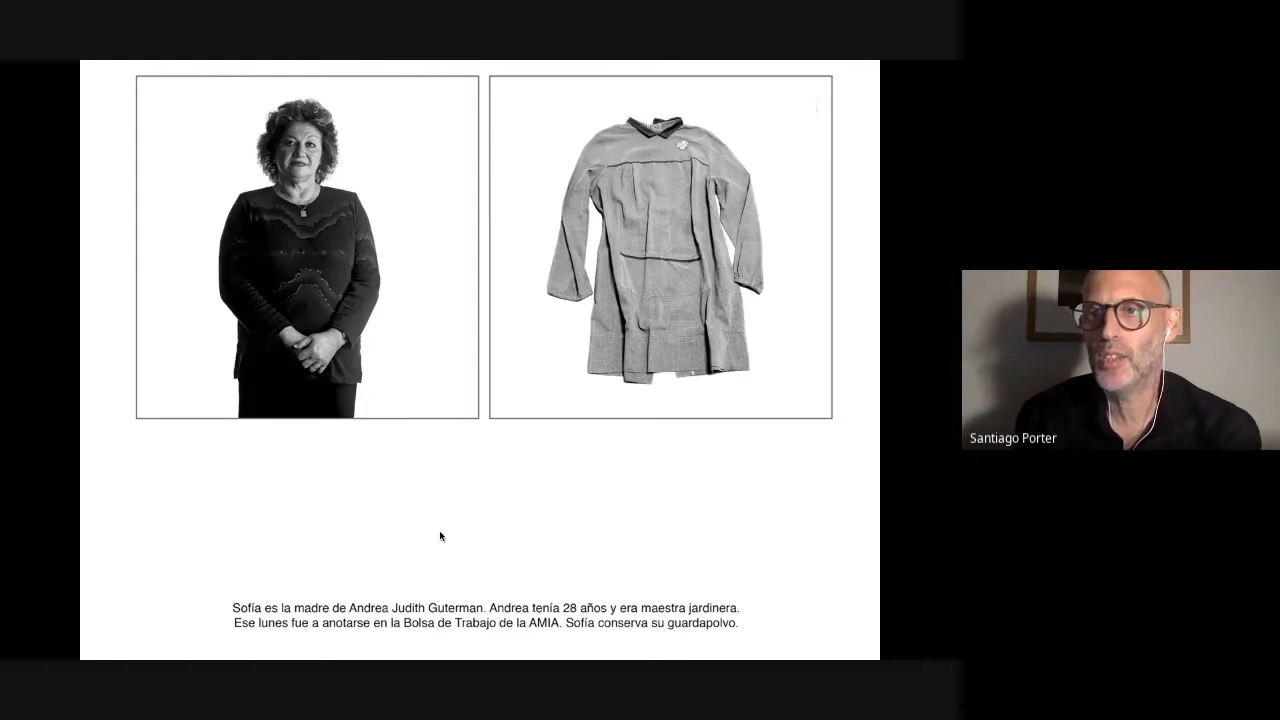 Santiago Porter
Sofía es la madre de Andrea Judith Guterman. Andrea tenía 28 años y era maestra jardinera.
Ese lunes fue a anotarse en la Bolsa de Trabajo de la AMIA. Sofía conserva su guardapolvo.